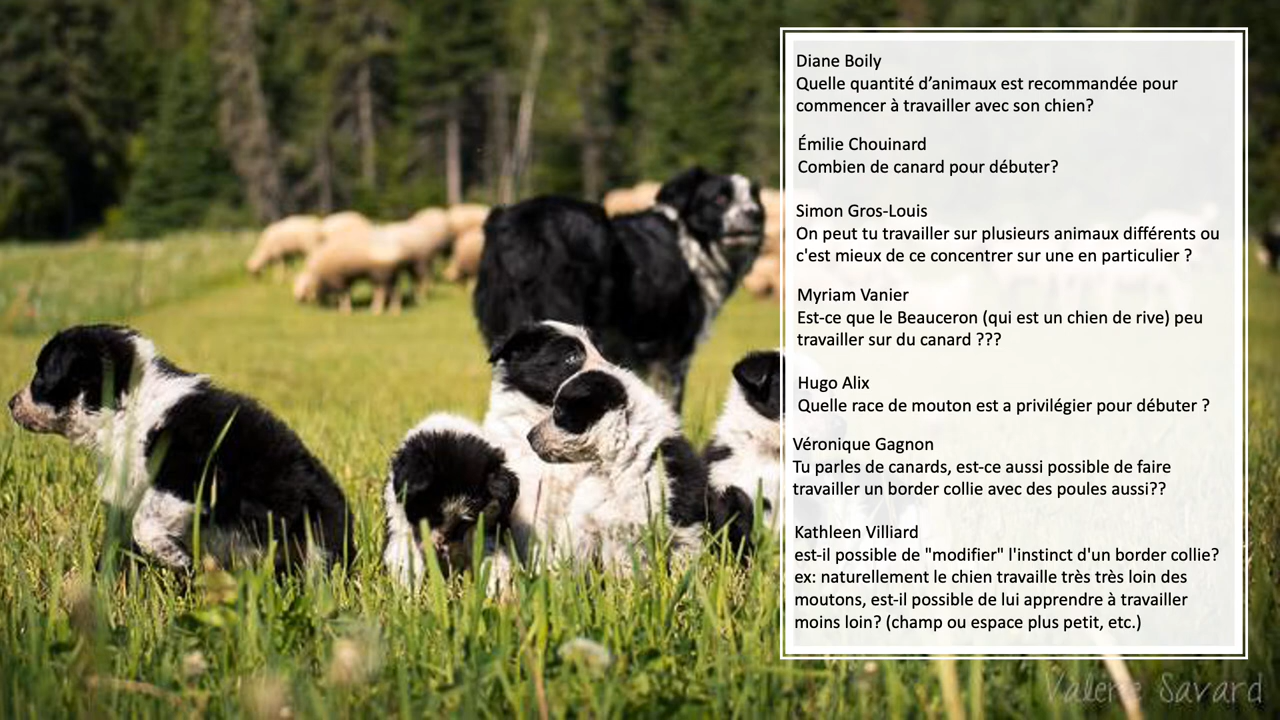 Diane Boily
Quelle quantité d’animaux est recommandée pour
commencer à travailler avec son chien?
Émilie Chouinard
Combien de canard pour débuter?
Simon Gros-Louis
On peut tu travailler sur plusieurs animaux différents ou
c'est mieux de ce concentrer sur une en particulier ?
Myriam Vanier
Est-ce que le Beauceron (qui est un chien de rive) peu
travailler sur du canard ???
Hugo Alix
Quelle race de mouton est a privilégier pour débuter ?
Véronique Gagnon
Tu parles de canards, est-ce aussi possible de faire
travailler un border collie avec des poules aussi??
Kathleen Villiard
est-il possible de "modifier" l'instinct d'un border collie?
ex: naturellement le chien travaille très très loin des
moutons, est-il possible de lui apprendre à travailler
moins loin? (champ ou espace plus petit, etc.)
Valerie Savard